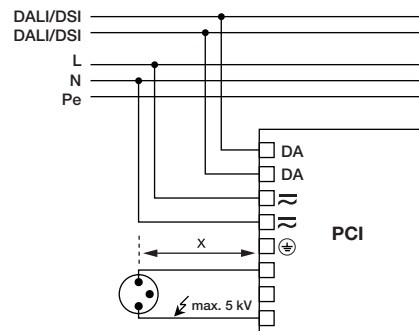 DALI/DSI
DALI/DSI
L
N
Pe
DA
DA
PCI
X
max. 5 kV